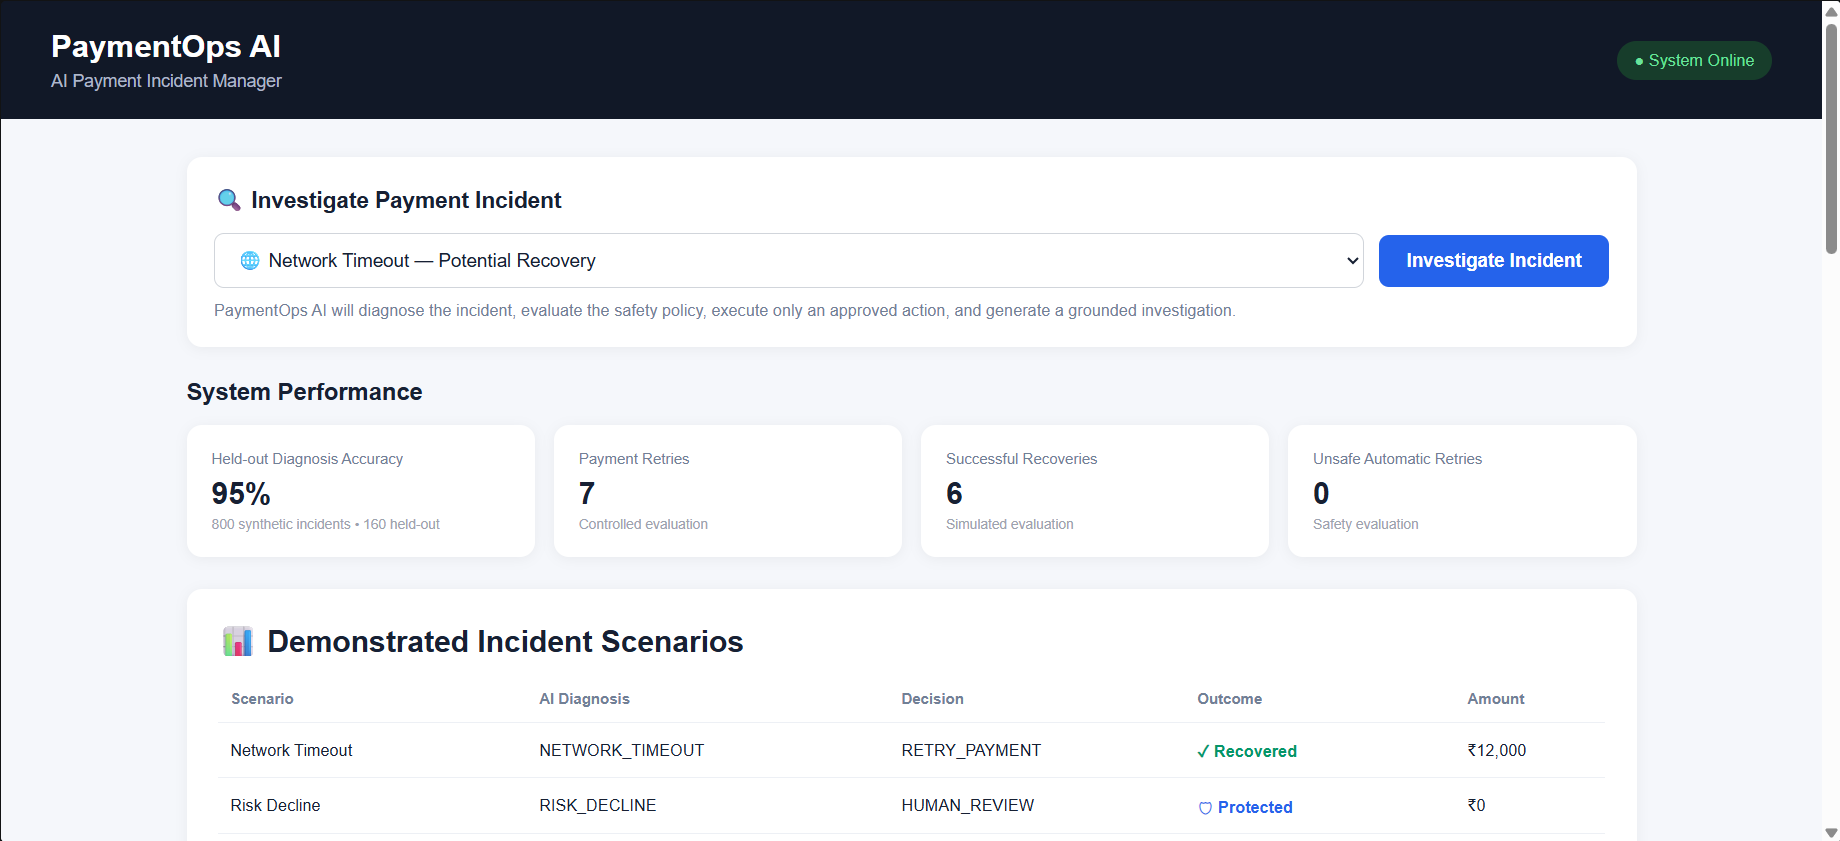 PaymentOps AI
AI Payment Incident Manager
● System Online
🔍 Investigate Payment Incident
🌐 Network Timeout — Potential Recovery
Investigate Incident
PaymentOps AI will diagnose the incident, evaluate the safety policy, execute only an approved action, and generate a grounded investigation.
System Performance
Held-out Diagnosis Accuracy
95%
800 synthetic incidents • 160 held-out
Payment Retries
7
Controlled evaluation
Successful Recoveries
6
Simulated evaluation
Unsafe Automatic Retries
0
Safety evaluation
📊 Demonstrated Incident Scenarios
Scenario AI Diagnosis Decision Outcome Amount
Network Timeout NETWORK_TIMEOUT RETRY_PAYMENT ✓ Recovered ₹12,000
Risk Decline RISK_DECLINE HUMAN_REVIEW 🛡 Protected ₹0